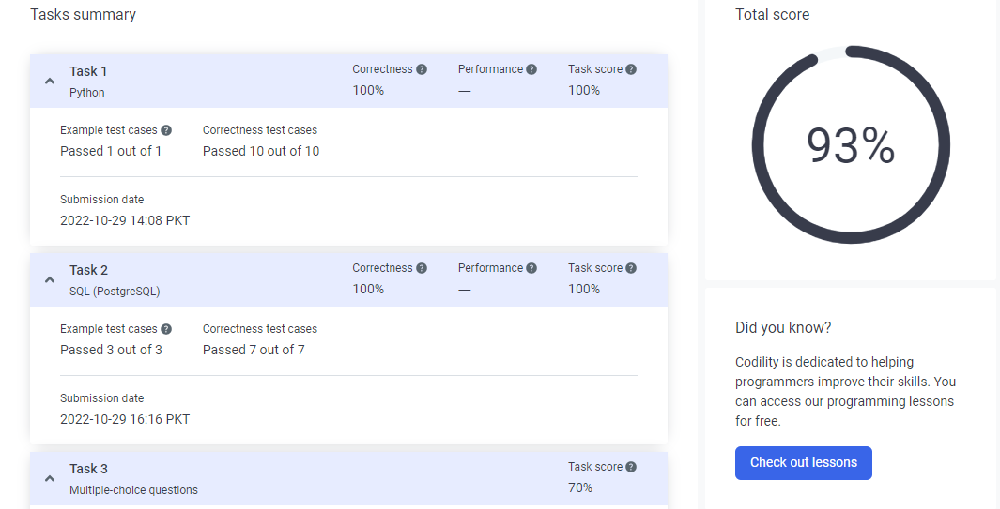 Tasks summary
Task 1
Python
Correctness ?
100%
Performance ?
—
Task score ?
100%
Example test cases ?
Passed 1 out of 1
Correctness test cases
Passed 10 out of 10
Submission date
2022-10-29 14:08 PKT
Task 2
SQL (PostgreSQL)
Correctness ?
100%
Performance ?
—
Task score ?
100%
Example test cases ?
Passed 3 out of 3
Correctness test cases
Passed 7 out of 7
Submission date
2022-10-29 16:16 PKT
Task 3
Multiple-choice questions
Task score ?
70%
Total score
93%
Did you know?
Codility is dedicated to helping
programmers improve their skills. You
can access our programming lessons
for free.
Check out lessons